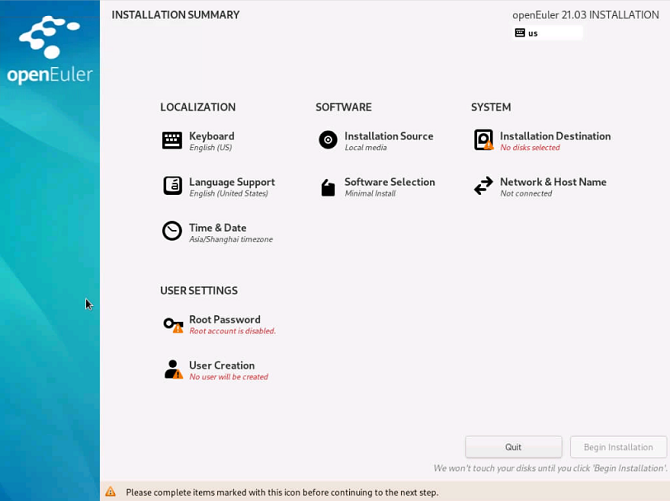 openEuler
INSTALLATION SUMMARY
openEuler 21.03 INSTALLATION
us
LOCALIZATION
Keyboard
English (US)
Language Support
English (United States)
Time & Date
Asia/Shanghai timezone
SOFTWARE
Installation Source
Local media
Software Selection
Minimal Install
SYSTEM
Installation Destination
No disks selected
Network & Host Name
Not connected
USER SETTINGS
Root Password
Root account is disabled.
User Creation
No user will be created
Quit
Begin Installation
We won't touch your disks until you click 'Begin Installation'.
Please complete items marked with this icon before continuing to the next step.